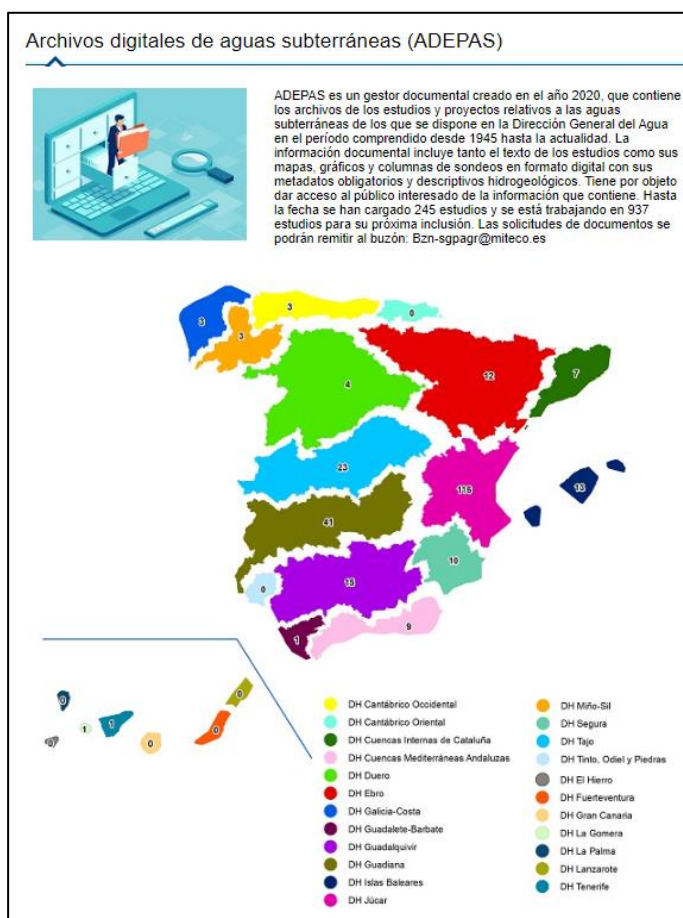 Archivos digitales de aguas subterráneas (ADEPAS)
ADEPAS es un gestor documental creado en el año 2020, que contiene
los archivos de los estudios y proyectos relativos a las aguas
subterráneas de los que se dispone en la Dirección General del Agua
en el período comprendido desde 1945 hasta la actualidad. La
información documental incluye tanto el texto de los estudios como sus
mapas, gráficos y columnas de sondeos en formato digital con sus
metadatos obligatorios y descriptivos hidrogeológicos. Tiene por objeto
dar acceso al público interesado de la información que contiene. Hasta
la fecha se han cargado 245 estudios y se está trabajando en 937
estudios para su próxima inclusión. Las solicitudes de documentos se
podrán remitir al buzón: Bzn-sgpagr@miteco.es
3
3
0
3
4
12
7
23
116
13
41
10
0
15
1
9
0
0
1
1
0
0
0
DH Cantábrico Occidental
DH Cantábrico Oriental
DH Cuencas Internas de Cataluña
DH Cuencas Mediterráneas Andaluzas
DH Duero
DH Ebro
DH Galicia-Costa
DH Guadalete-Barbate
DH Guadalquivir
DH Guadiana
DH Islas Baleares
DH Júcar
DH Miño-Sil
DH Segura
DH Tajo
DH Tinto, Odiel y Piedras
DH El Hierro
DH Fuerteventura
DH Gran Canaria
DH La Gomera
DH La Palma
DH Lanzarote
DH Tenerife